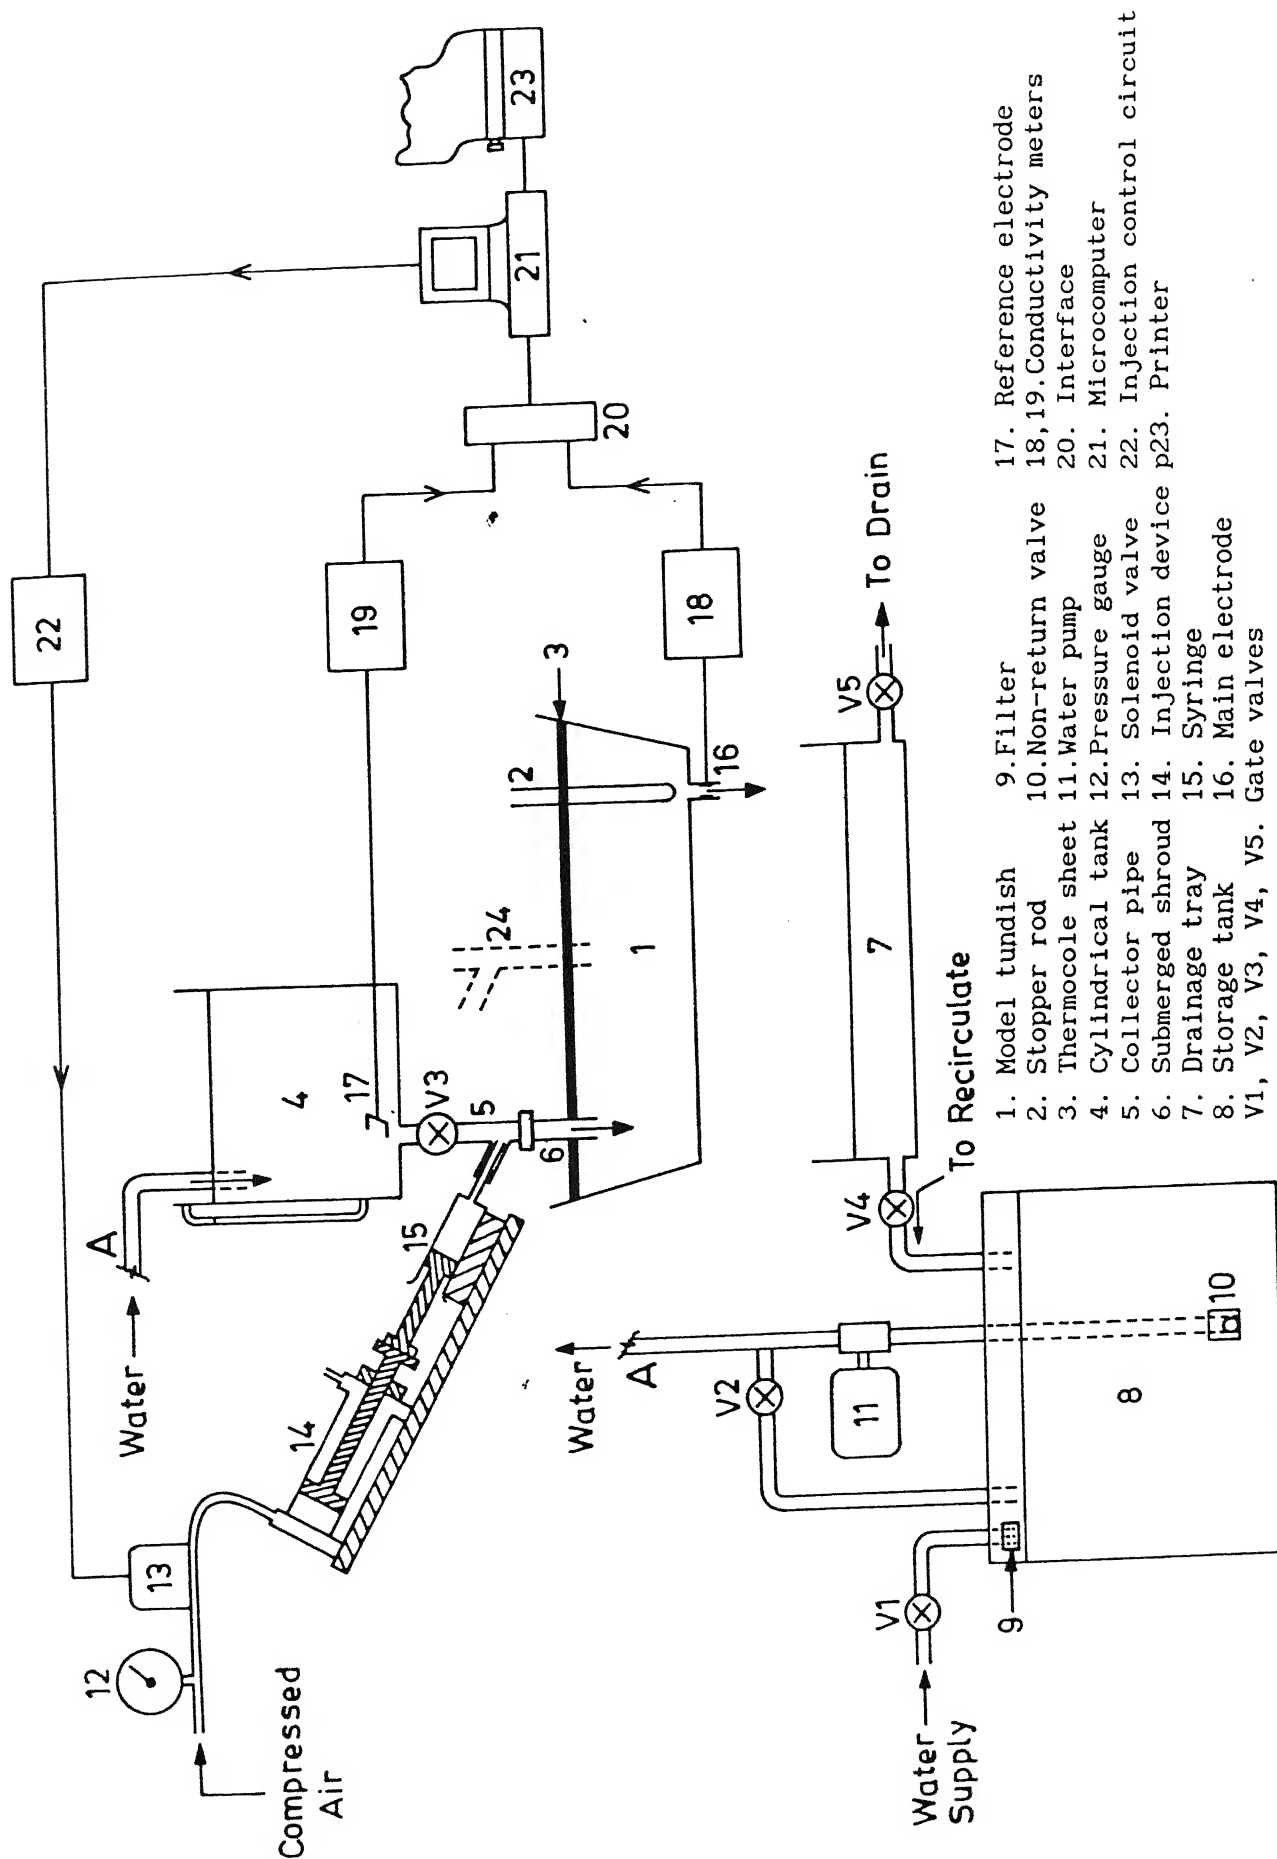 Compressed
Air
12
13
22
Water
A
14
15
4
17
V3
5
6
19
24
1
2
3
16
18
20
21
23
Water
A
V2
11
V1
Water
Supply
9
8
10
V4
To Recirculate
7
V5
To Drain
1. Model tundish 9.Filter 17. Reference electrode
2. Stopper rod 10.Non-return valve 18,19.Conductivity meters
3. Thermocole sheet 11.Water pump 20. Interface
4. Cylindrical tank 12.Pressure gauge 21. Microcomputer
5. Collector pipe 13. Solenoid valve 22. Injection control circuit
6. Submerged shroud 14. Injection device p23. Printer
7. Drainage tray 15. Syringe
8. Storage tank 16. Main electrode
V1, V2, V3, V4, V5. Gate valves